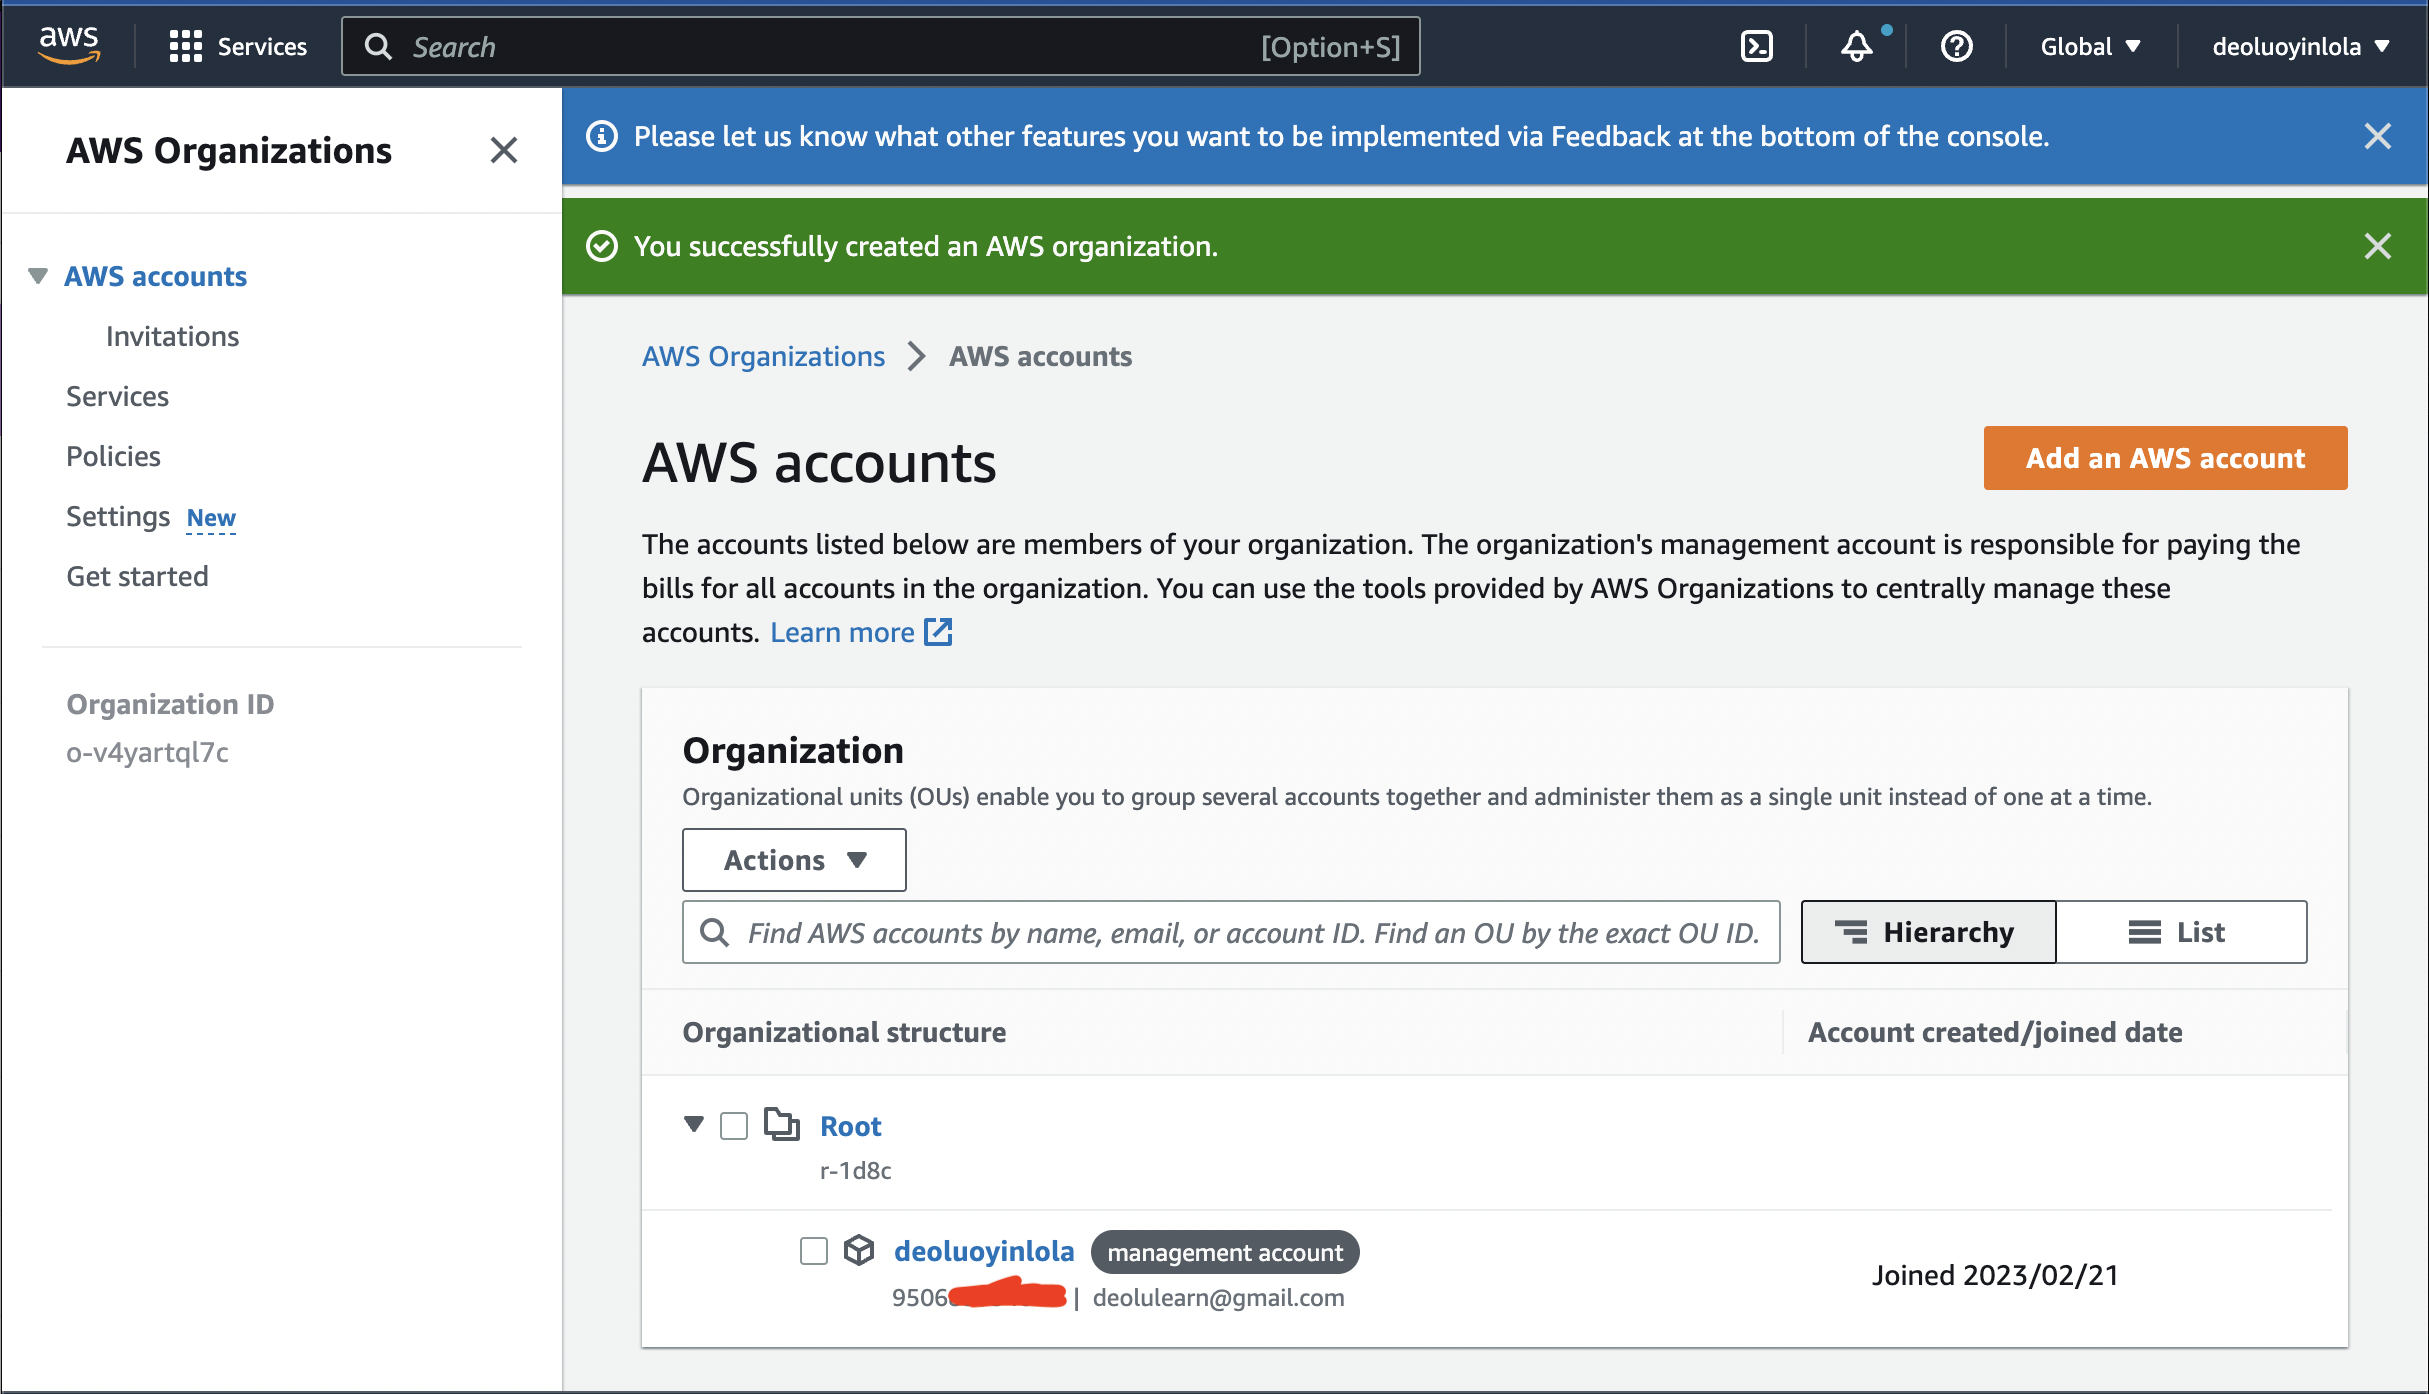 aws
Services
Search
[Option+S]
Global
deoluoyinlola
AWS Organizations
AWS accounts
Invitations
Services
Policies
Settings New
Get started
Organization ID
o-v4yartql7c
Please let us know what other features you want to be implemented via Feedback at the bottom of the console.
You successfully created an AWS organization.
AWS Organizations
AWS accounts
AWS accounts
Add an AWS account
The accounts listed below are members of your organization. The organization's management account is responsible for paying the
bills for all accounts in the organization. You can use the tools provided by AWS Organizations to centrally manage these
accounts. Learn more
Organization
Organizational units (OUs) enable you to group several accounts together and administer them as a single unit instead of one at a time.
Actions
Find AWS accounts by name, email, or account ID. Find an OU by the exact OU ID.
Hierarchy
List
Organizational structure
Account created/joined date
Root
r-1d8c
deoluoyinlola management account
9506 | deolulearn@gmail.com
Joined 2023/02/21